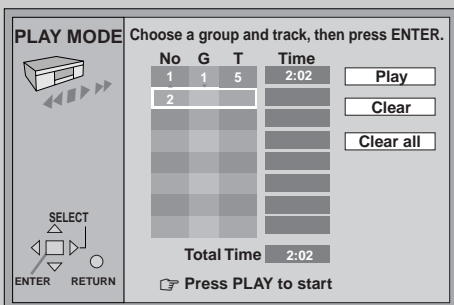 PLAY MODE
Choose a group and track, then press ENTER.
No G T Time
1 1 5 2:02 Play
2
Clear
Clear all
SELECT
ENTER RETURN
Total Time 2:02
☞ Press PLAY to start